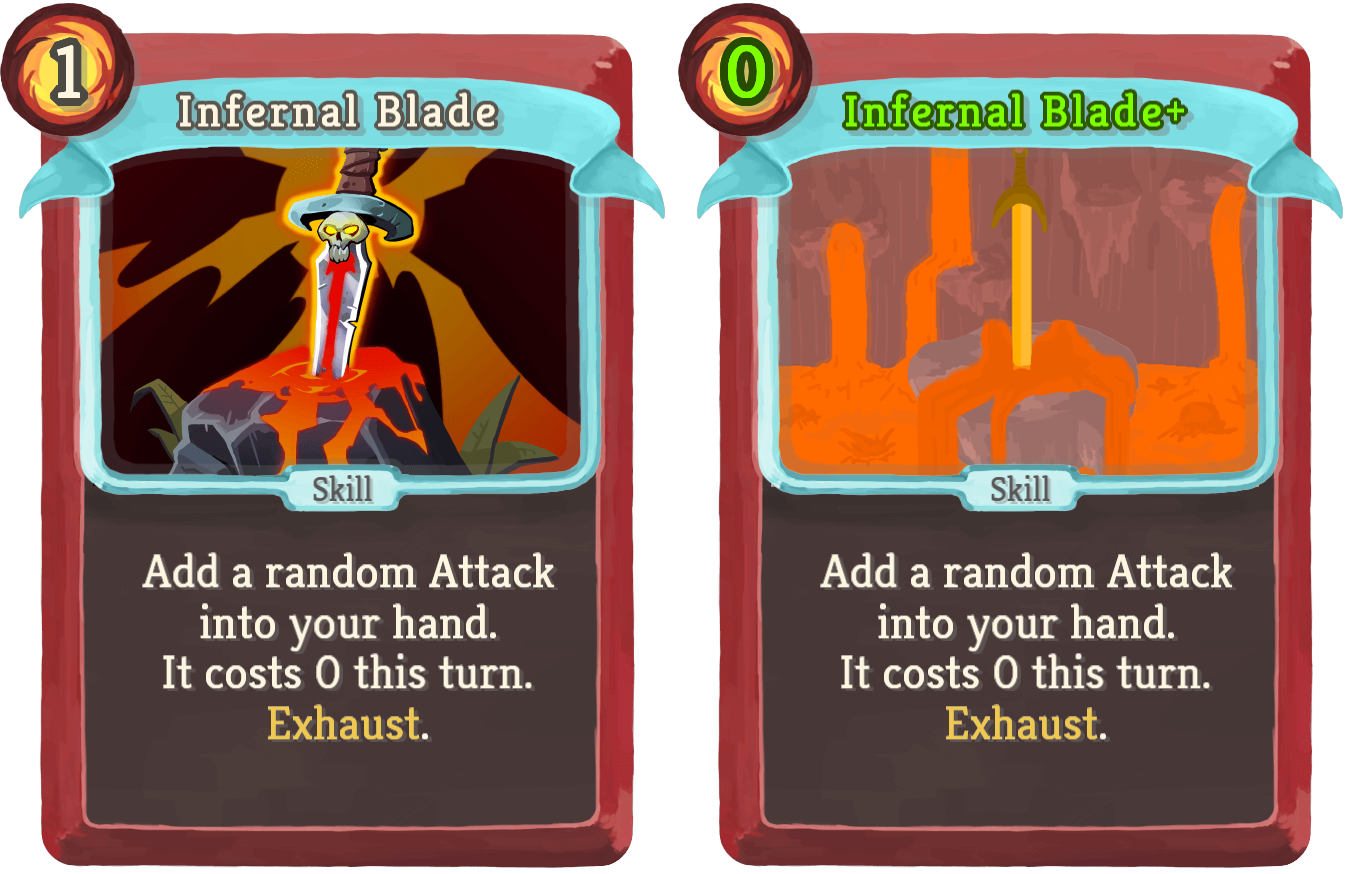 1
Infernal Blade
Skill
Add a random Attack
into your hand.
It costs 0 this turn.
Exhaust.
0
Infernal Blade+
Skill
Add a random Attack
into your hand.
It costs 0 this turn.
Exhaust.